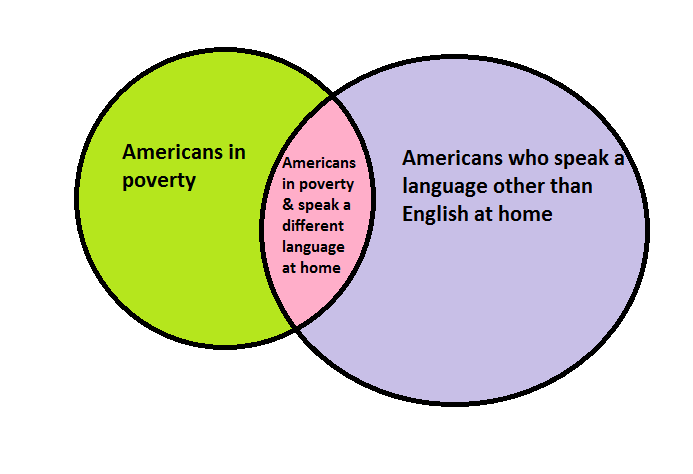 Americans in
poverty
Americans
in poverty
& speak a
different
language
at home
Americans who speak a
language other than
English at home